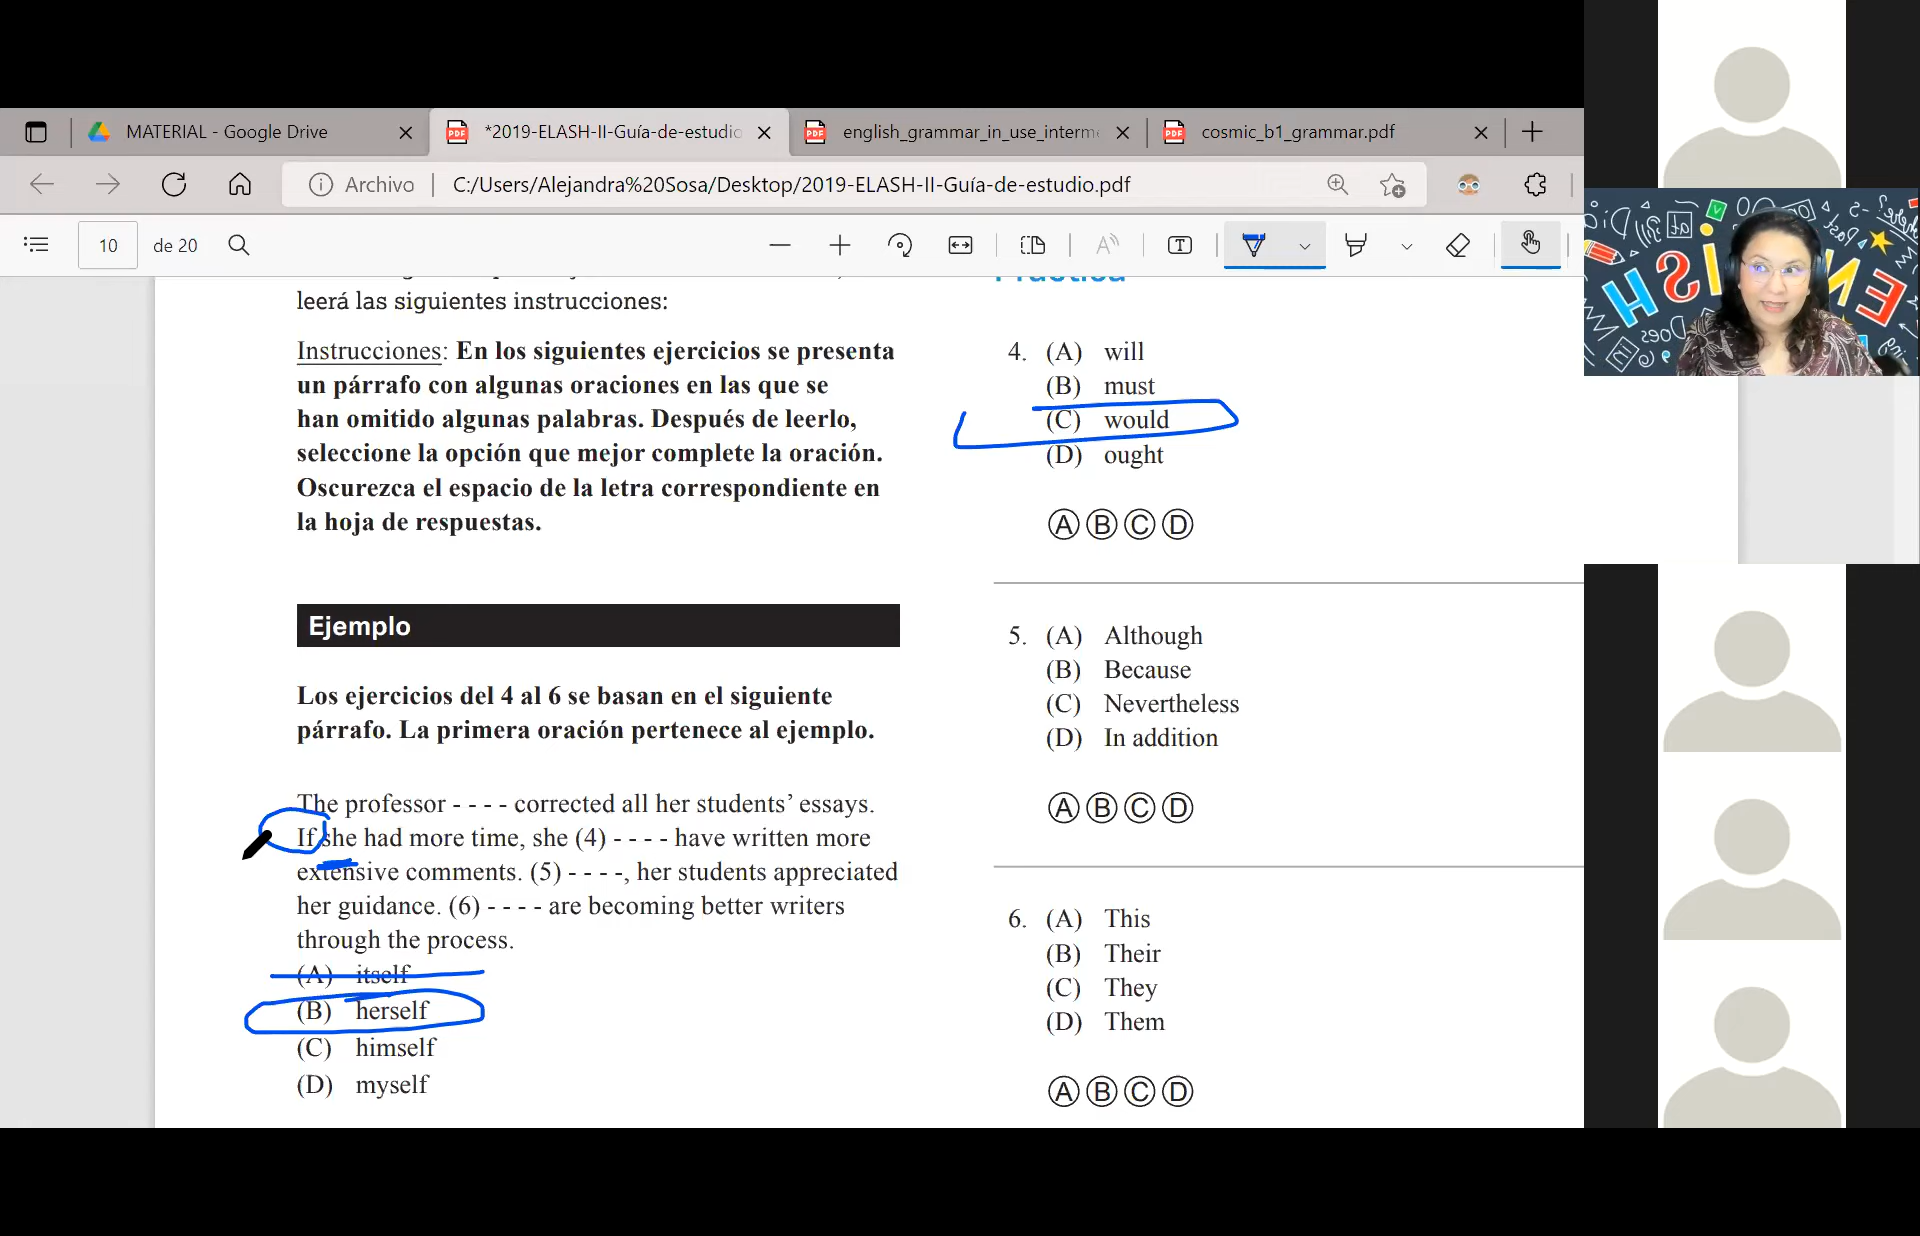 MATERIAL - Google Drive
*2019-ELASH-II-Guía-de-estudio
english_grammar_in_use_interme
cosmic_b1_grammar.pdf
Archivo
C:/Users/Alejandra%20Sosa/Desktop/2019-ELASH-II-Guía-de-estudio.pdf
10 de 20
leerá las siguientes instrucciones:
Instrucciones: En los siguientes ejercicios se presenta
un párrafo con algunas oraciones en las que se
han omitido algunas palabras. Después de leerlo,
seleccione la opción que mejor complete la oración.
Oscurezca el espacio de la letra correspondiente en
la hoja de respuestas.
Ejemplo
Los ejercicios del 4 al 6 se basan en el siguiente
párrafo. La primera oración pertenece al ejemplo.
The professor - - - - corrected all her students’ essays.
If she had more time, she (4) - - - - have written more
extensive comments. (5) - - - -, her students appreciated
her guidance. (6) - - - - are becoming better writers
through the process.
(A) itself
(B) herself
(C) himself
(D) myself
Práctica
4. (A) will
(B) must
(C) would
(D) ought
A B C D
5. (A) Although
(B) Because
(C) Nevertheless
(D) In addition
A B C D
6. (A) This
(B) Their
(C) They
(D) Them
A B C D